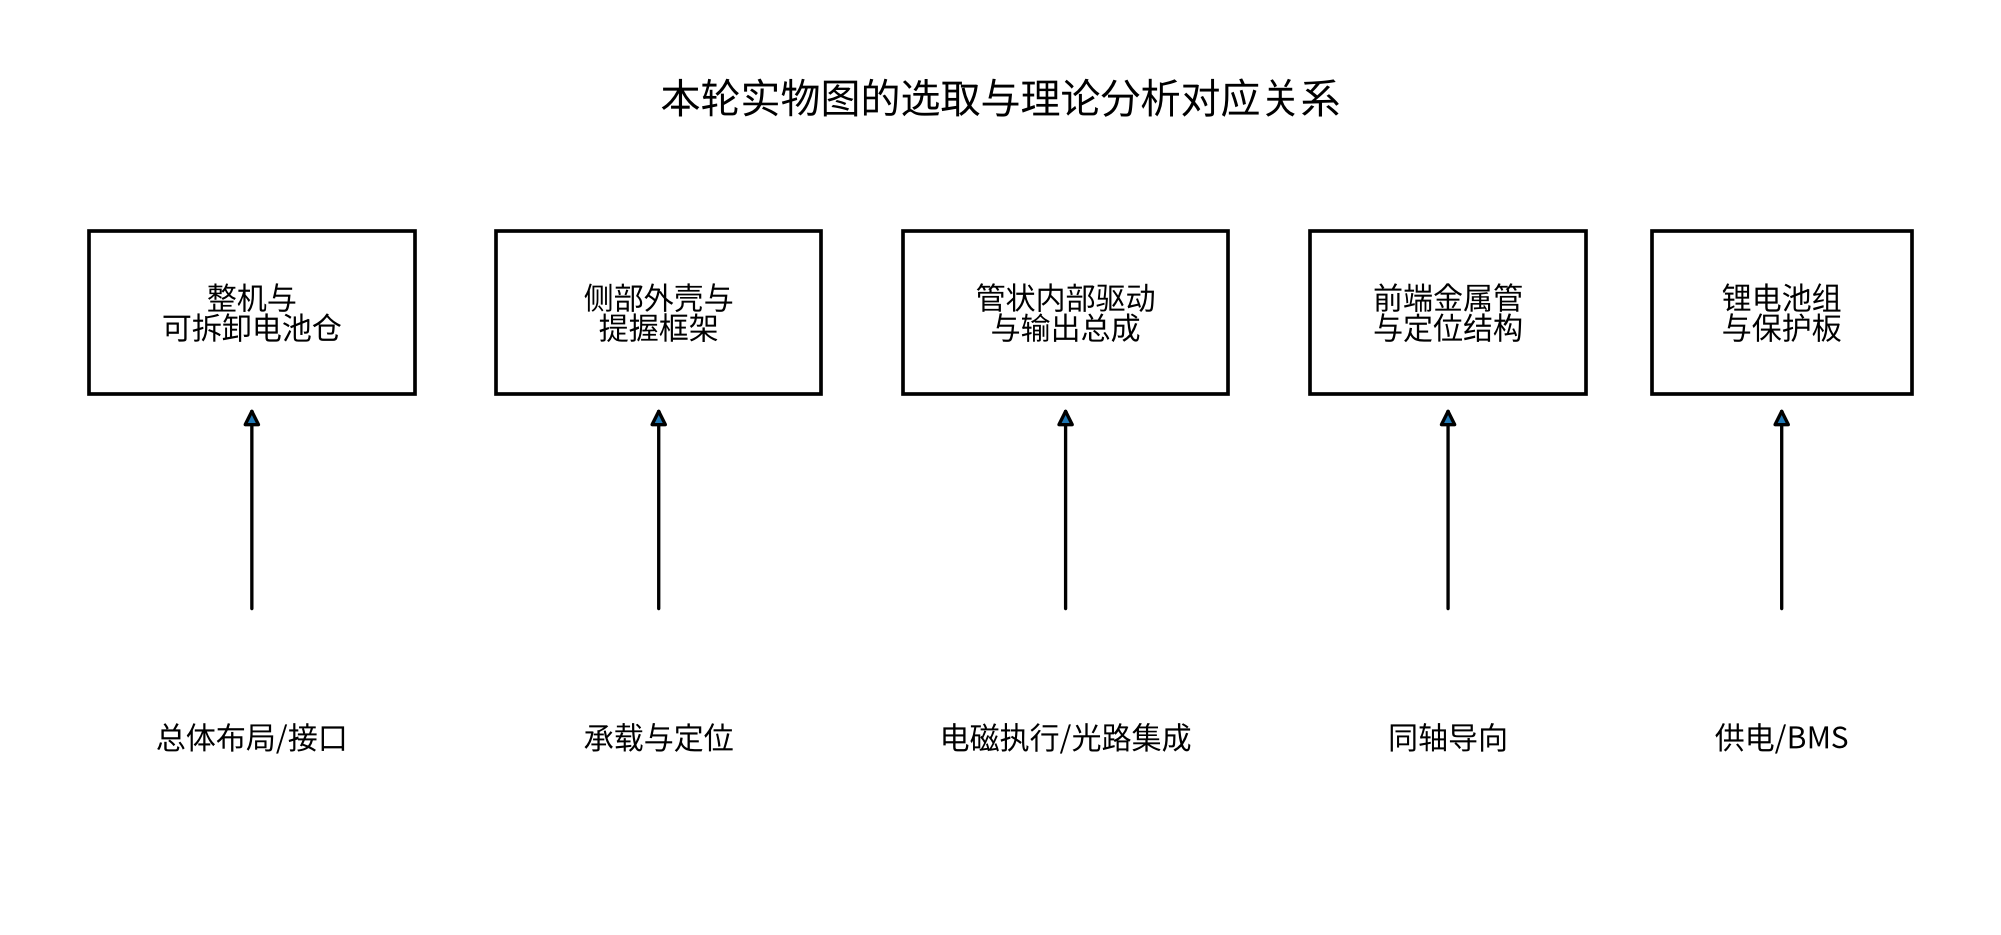 本轮实物图的选取与理论分析对应关系
整机与
可拆卸电池仓
侧部外壳与
提握框架
管状内部驱动
与输出总成
前端金属管
与定位结构
锂电池组
与保护板
总体布局/接口
承载与定位
电磁执行/光路集成
同轴导向
供电/BMS